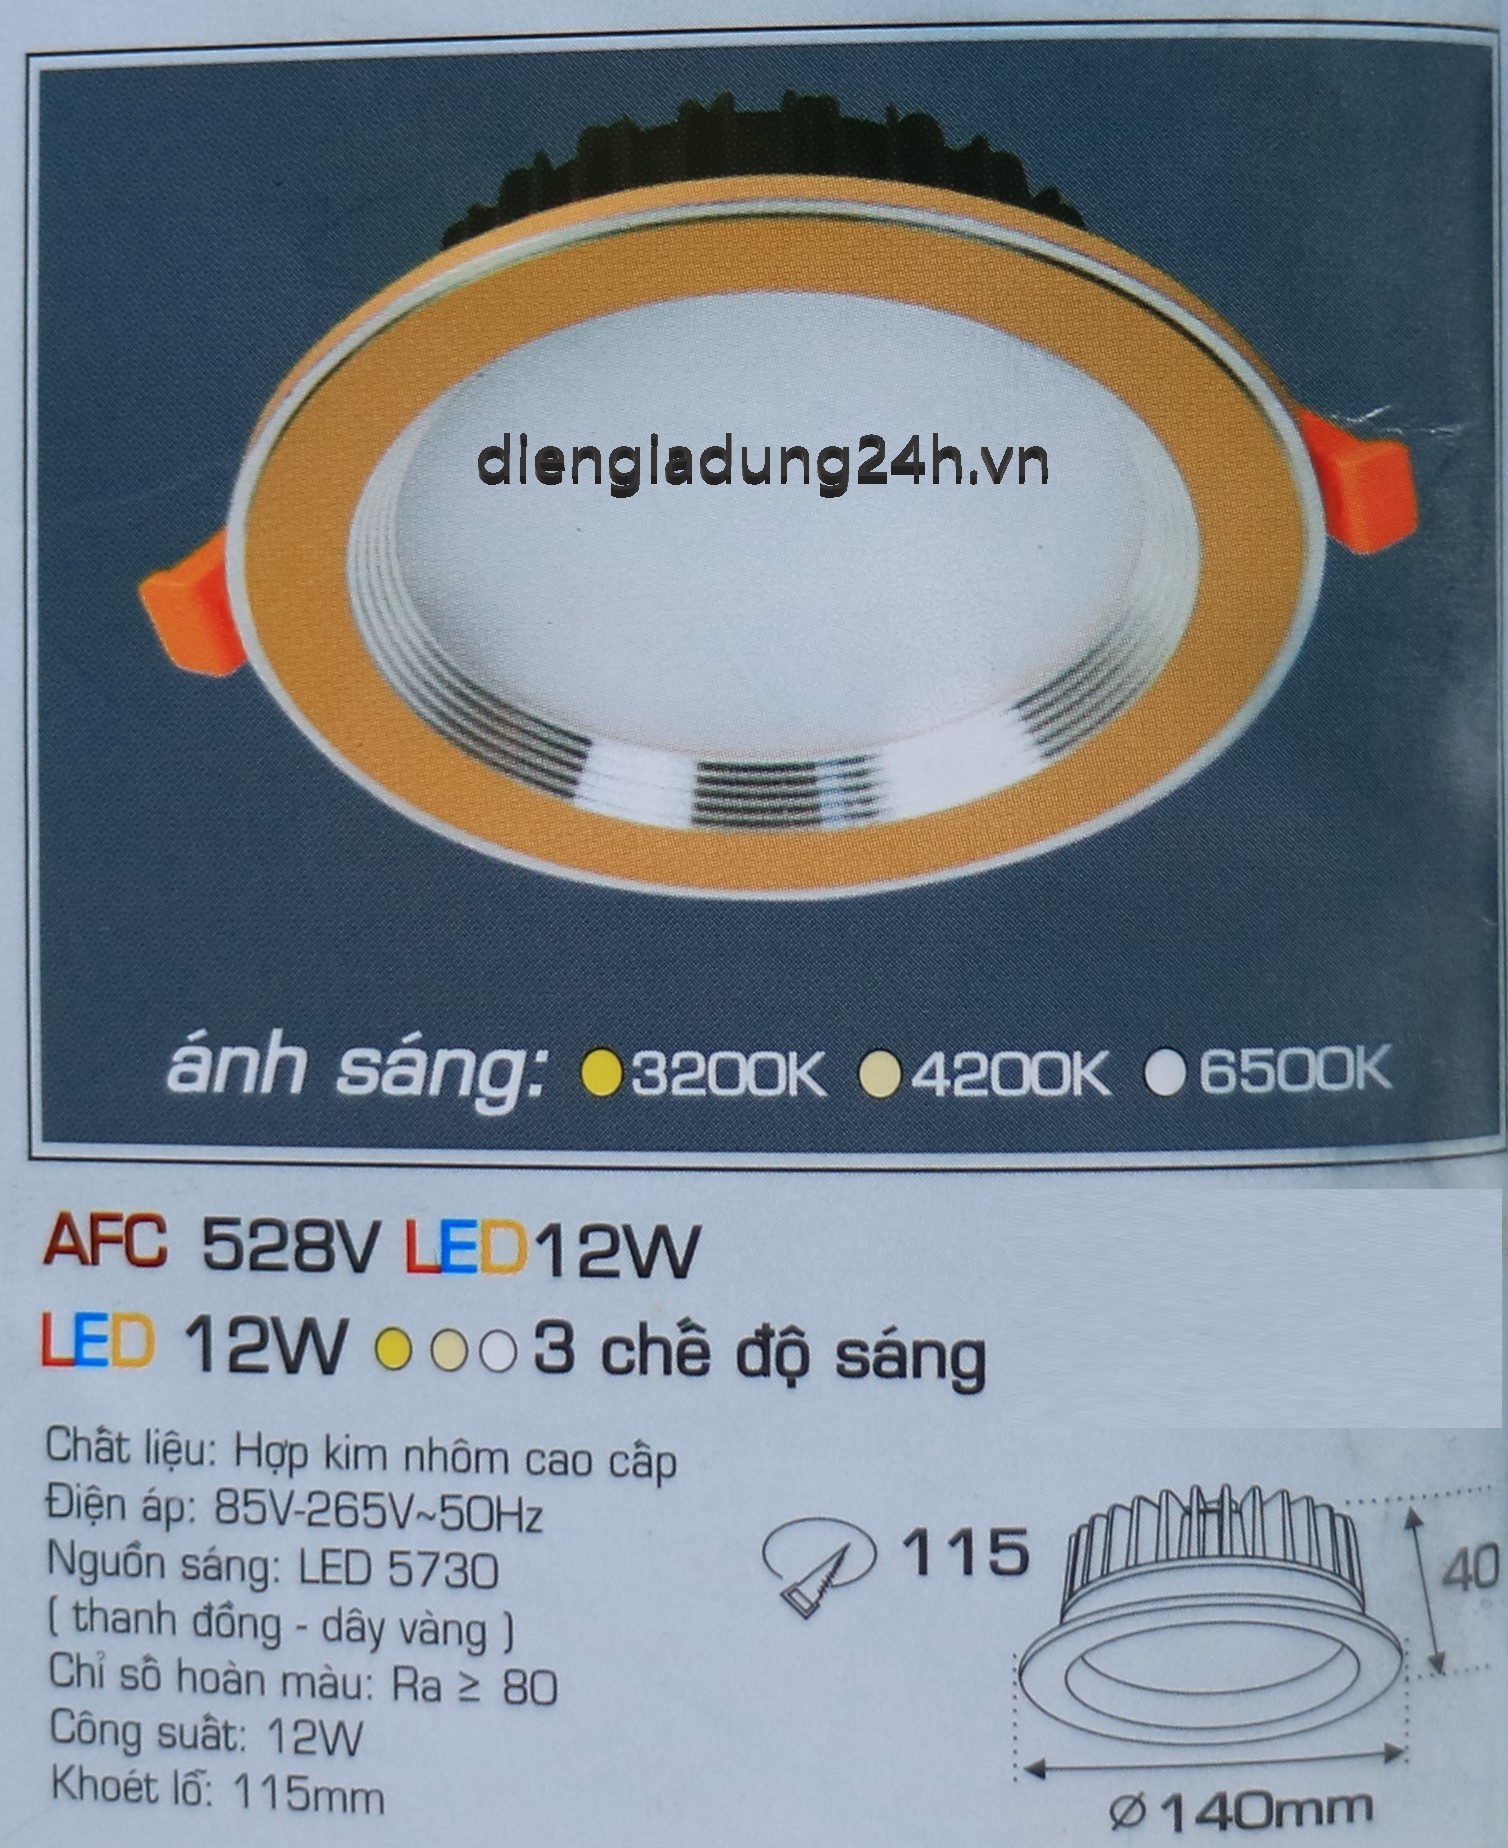 diengiadung24h.vn
ánh sáng: 3200K 4200K 6500K
AFC 528V LED12W
LED 12W 3 chế độ sáng
Chất liệu: Hợp kim nhôm cao cấp
Điện áp: 85V-265V~50Hz
Nguồn sáng: LED 5730
( thanh đồng - dây vàng )
Chỉ số hoàn màu: Ra ≥ 80
Công suất: 12W
Khoét lỗ: 115mm
115
40
Ø140mm